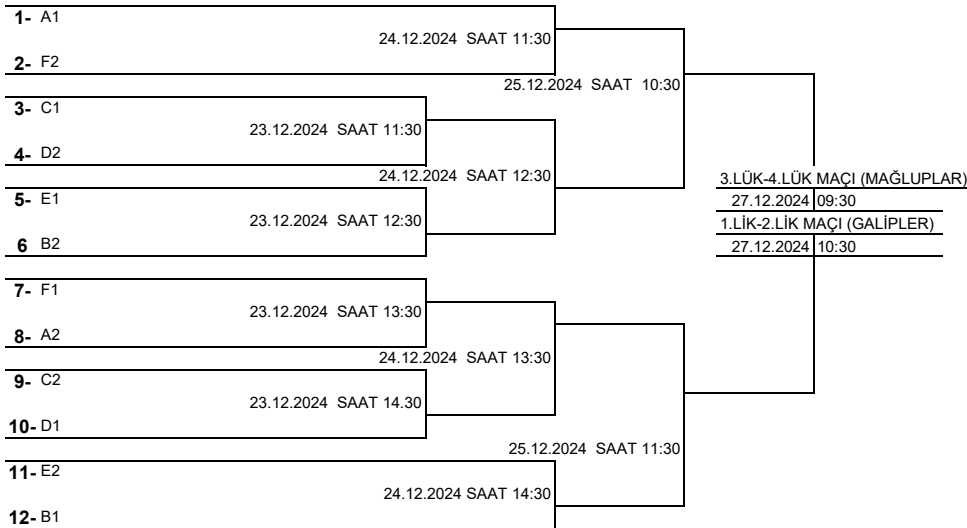 1- A1
24.12.2024 SAAT 11:30
2- F2
25.12.2024 SAAT 10:30
3- C1
23.12.2024 SAAT 11:30
4- D2
24.12.2024 SAAT 12:30
3.LÜK-4.LÜK MAÇI (MAĞLUPLAR)
5- E1
27.12.2024 09:30
23.12.2024 SAAT 12:30
1.LİK-2.LİK MAÇI (GALİPLER)
6 B2
27.12.2024 10:30
7- F1
23.12.2024 SAAT 13:30
8- A2
24.12.2024 SAAT 13:30
9- C2
23.12.2024 SAAT 14.30
10- D1
25.12.2024 SAAT 11:30
11- E2
24.12.2024 SAAT 14:30
12- B1